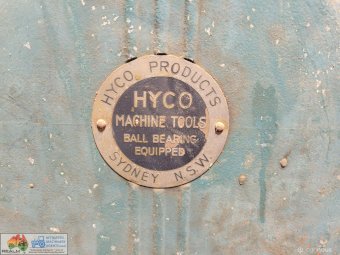 HYCO PRODUCTS
HYCO
MACHINE TOOLS
BALL BEARING
EQUIPPED
SYDNEY N.S.W.